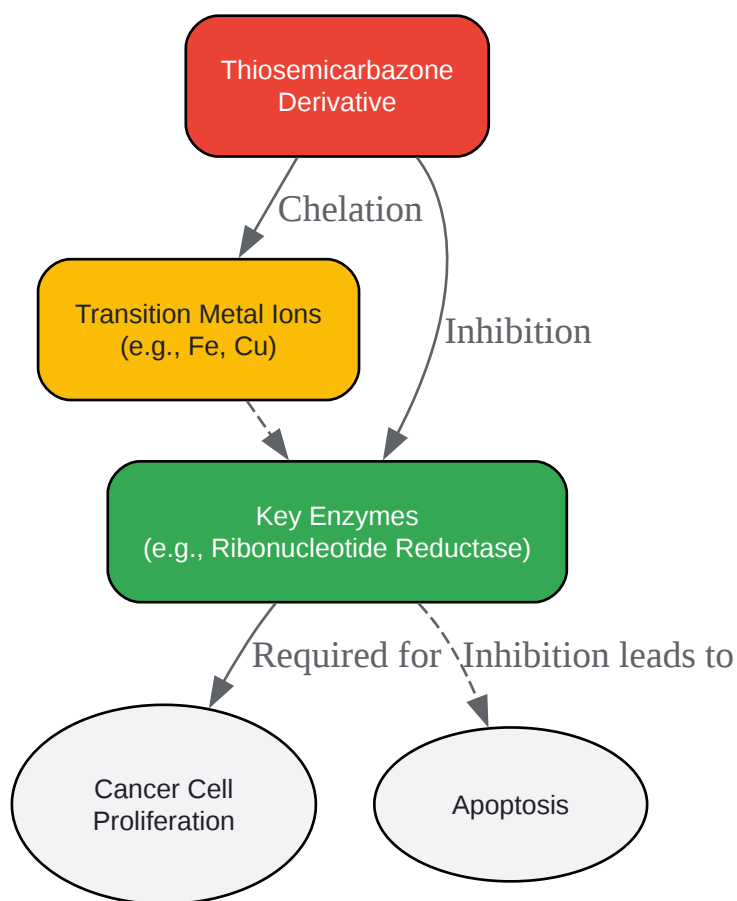 Thiosemicarbazone
Derivative
Chelation
Transition Metal Ions
(e.g., Fe, Cu)
Inhibition
Key Enzymes
(e.g., Ribonucleotide Reductase)
Required for
Inhibition leads to
Cancer Cell
Proliferation
Apoptosis